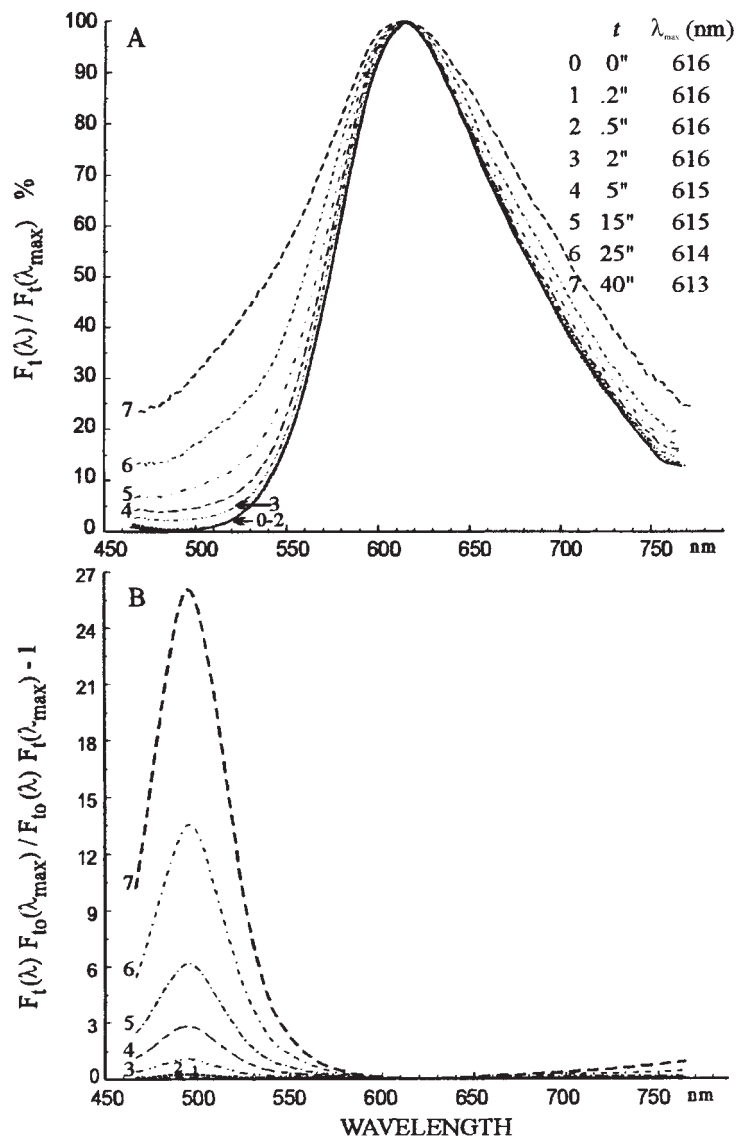 A
t λmax (nm)
0 0" 616
1 .2" 616
2 .5" 616
3 2" 616
4 5" 615
5 15" 615
6 25" 614
7 40" 613
100
90
80
70
60
50
40
30
20
10
0
Ft(λ) / Ft(λmax) %
7
6
5
4
3
0-2
450 500 550 600 650 700 750 nm
B
27
24
21
18
15
12
9
6
3
0
Ft(λ) Fto(λmax) / Fto(λ) Ft(λmax) - 1
7
6
5
4
3
2 1
450 500 550 600 650 700 750 nm
WAVELENGTH